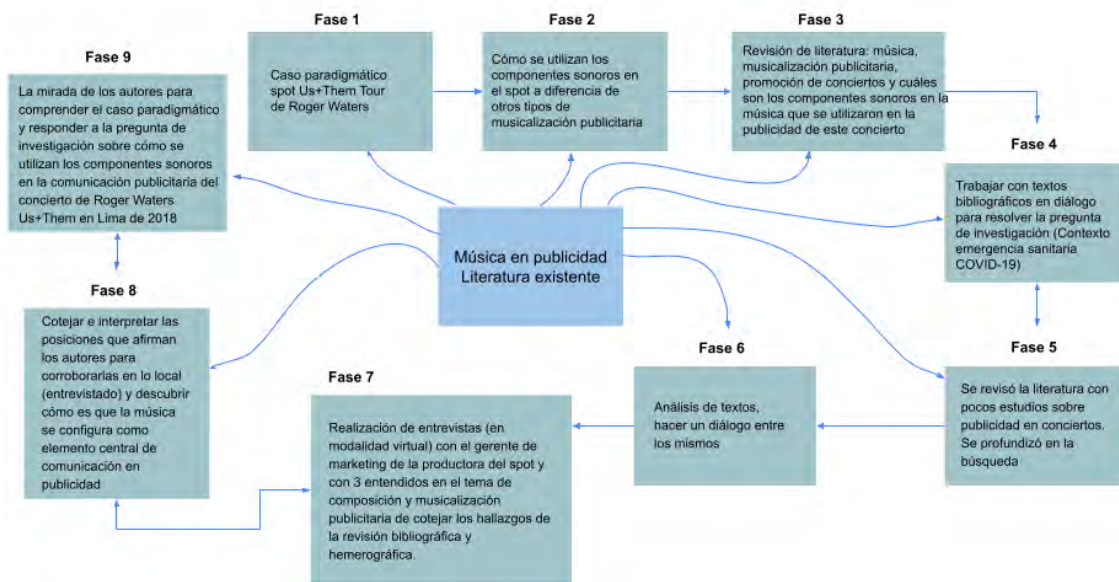 Fase 1
Caso paradigmático
spot Us+Them Tour
de Roger Waters
Fase 2
Cómo se utilizan los
componentes sonoros en
el spot a diferencia de
otros tipos de
musicalización publicitaria
Fase 3
Revisión de literatura: música,
musicalización publicitaria,
promoción de conciertos y cuáles
son los componentes sonoros en la
música que se utilizaron en la
publicidad de este concierto
Fase 4
Trabajar con textos
bibliográficos en diálogo
para resolver la pregunta
de investigación (Contexto
emergencia sanitaria
COVID-19)
Fase 5
Se revisó la literatura con
pocos estudios sobre
publicidad en conciertos.
Se profundizó en la
búsqueda
Fase 6
Análisis de textos,
hacer un diálogo entre
los mismos
Fase 7
Realización de entrevistas (en
modalidad virtual) con el gerente de
marketing de la productora del spot y
con 3 entendidos en el tema de
composición y musicalización
publicitaria de cotejar los hallazgos de
la revisión bibliográfica y
hemerográfica.
Fase 8
Cotejar e interpretar las
posiciones que afirman
los autores para
corroborarlas en lo local
(entrevistado) y descubrir
cómo es que la música
se configura como
elemento central de
comunicación en
publicidad
Fase 9
La mirada de los autores para
comprender el caso paradigmático
y responder a la pregunta de
investigación sobre cómo se
utilizan los componentes sonoros
en la comunicación publicitaria del
concierto de Roger Waters
Us+Them en Lima de 2018
Música en publicidad
Literatura existente